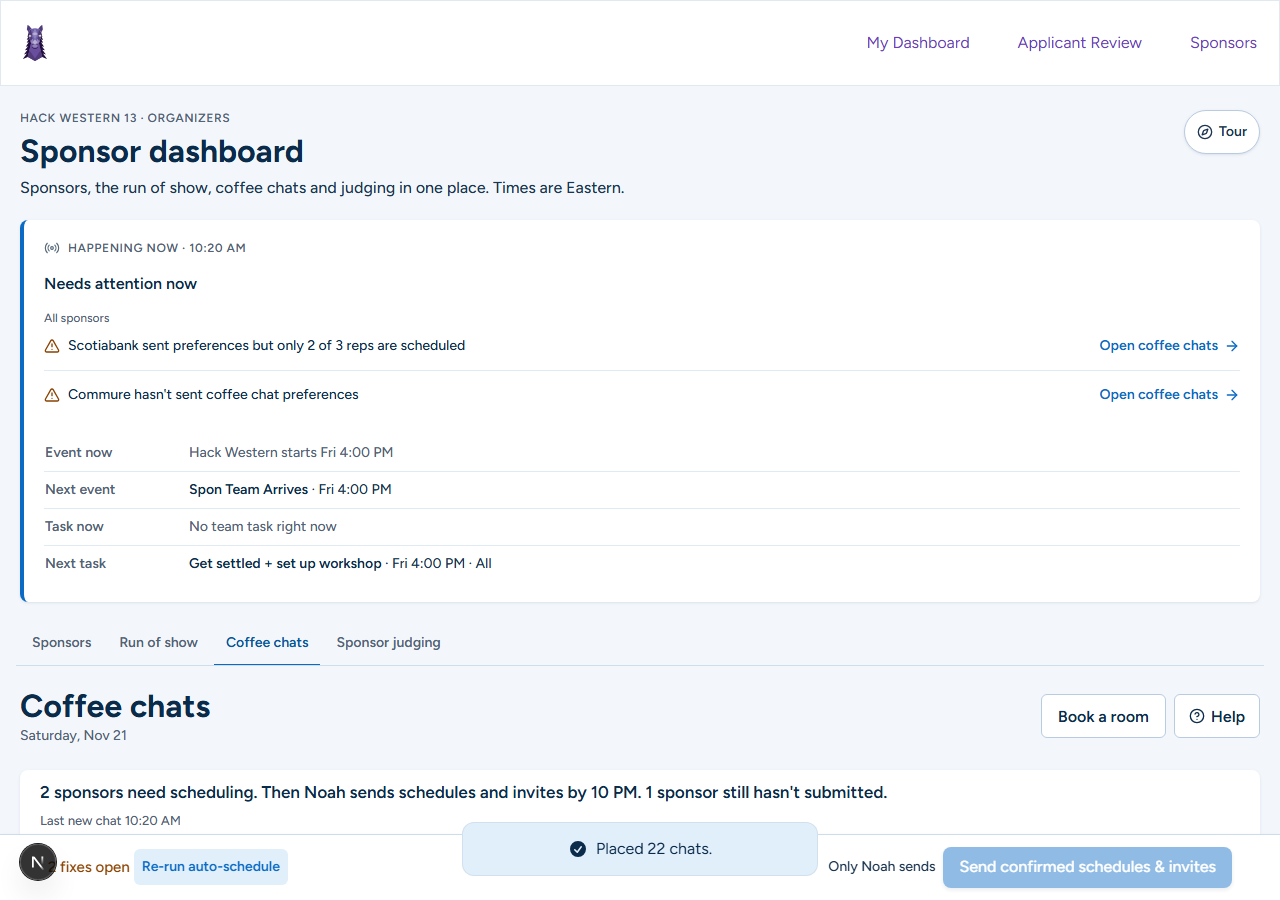 My Dashboard
Applicant Review
Sponsors
HACK WESTERN 13 · ORGANIZERS
Sponsor dashboard
Tour
Sponsors, the run of show, coffee chats and judging in one place. Times are Eastern.
HAPPENING NOW · 10:20 AM
Needs attention now
All sponsors
Scotiabank sent preferences but only 2 of 3 reps are scheduled
Open coffee chats
Commure hasn't sent coffee chat preferences
Open coffee chats
Event now
Hack Western starts Fri 4:00 PM
Next event
Spon Team Arrives · Fri 4:00 PM
Task now
No team task right now
Next task
Get settled + set up workshop · Fri 4:00 PM · All
Sponsors
Run of show
Coffee chats
Sponsor judging
Coffee chats
Saturday, Nov 21
Book a room
Help
2 sponsors need scheduling. Then Noah sends schedules and invites by 10 PM. 1 sponsor still hasn't submitted.
Last new chat 10:20 AM
N
fixes open
Re-run auto-schedule
Placed 22 chats.
Only Noah sends
Send confirmed schedules & invites